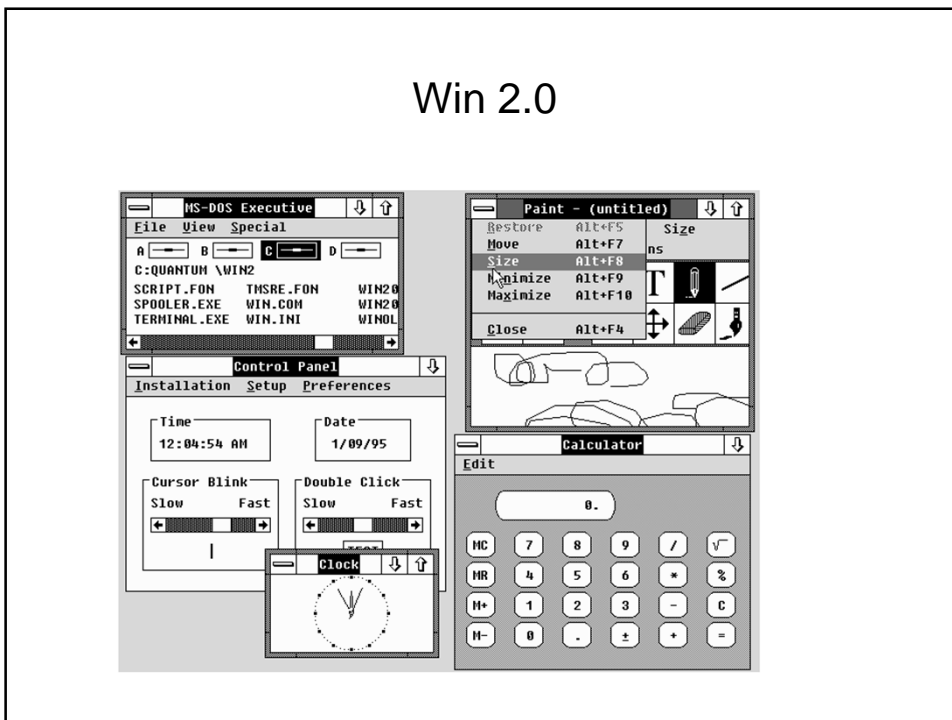 Win 2.0
MS-DOS Executive
File View Special
A B C D
C:QUANTUM \WIN2
SCRIPT.FON TMSRE.FON WIN20
SPOOLER.EXE WIN.COM WIN20
TERMINAL.EXE WIN.INI WINOL
Paint - (untitled)
Restore Alt+F5
Move Alt+F7
Size Alt+F8
Minimize Alt+F9
Maximize Alt+F10
Close Alt+F4
Size
ns
T
Control Panel
Installation Setup Preferences
Time
12:04:54 AM
Date
1/09/95
Cursor Blink
Slow Fast
Double Click
Slow Fast
Clock
Calculator
Edit
0.
MC 7 8 9 / √
MR 4 5 6 * %
M+ 1 2 3 - C
M- 0 . ± + =